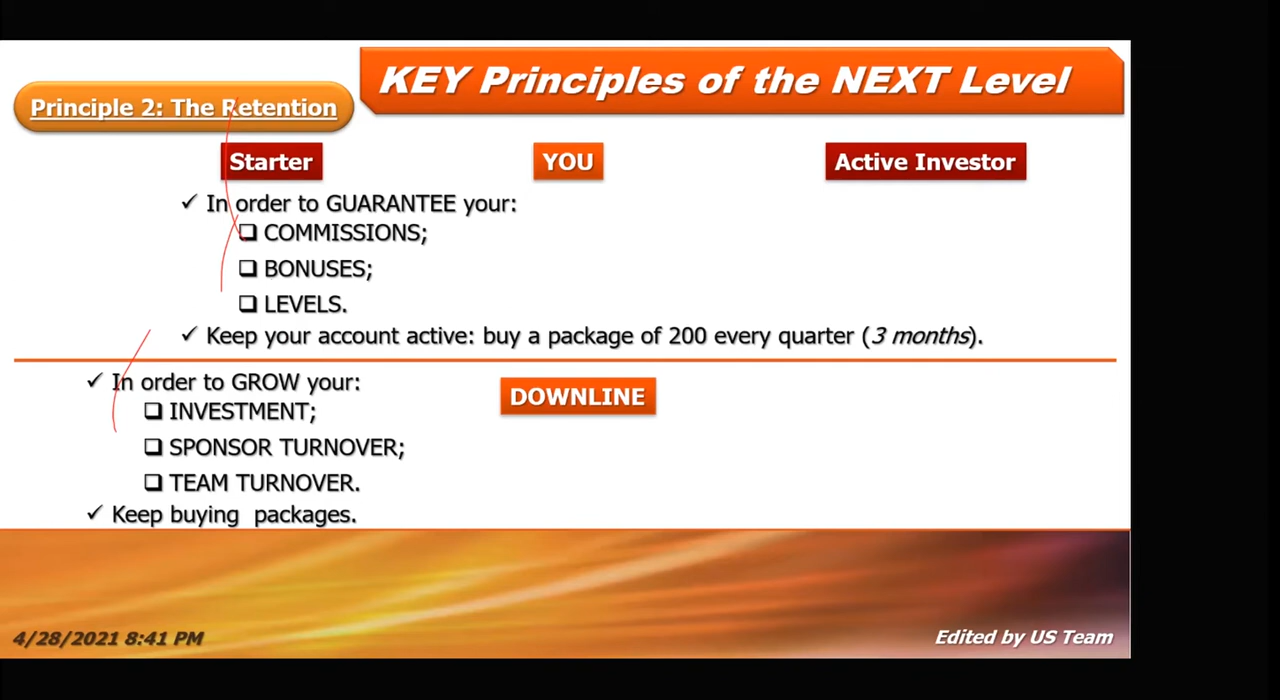 KEY Principles of the NEXT Level
Principle 2: The Retention
Starter
YOU
Active Investor
✓ In order to GUARANTEE your:
❑ COMMISSIONS;
❑ BONUSES;
❑ LEVELS.
✓ Keep your account active: buy a package of 200 every quarter (3 months).
✓ In order to GROW your:
DOWNLINE
❑ INVESTMENT;
❑ SPONSOR TURNOVER;
❑ TEAM TURNOVER.
✓ Keep buying packages.
4/28/2021 8:41 PM
Edited by US Team